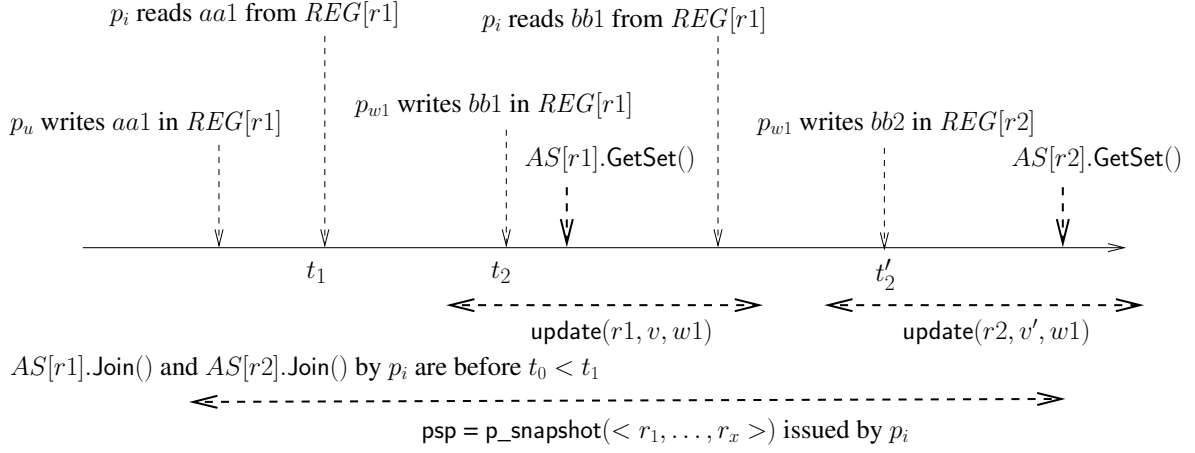 p_i reads aa1 from REG[r1]
p_i reads bb1 from REG[r1]
p_u writes aa1 in REG[r1]
p_{w1} writes bb1 in REG[r1]
p_{w1} writes bb2 in REG[r2]
AS[r1].GetSet()
AS[r2].GetSet()
t_1
t_2
t'_2
update(r1, v, w1)
update(r2, v', w1)
AS[r1].Join() and AS[r2].Join() by p_i are before t_0 < t_1
psp = p_snapshot(< r_1, . . . , r_x >) issued by p_i